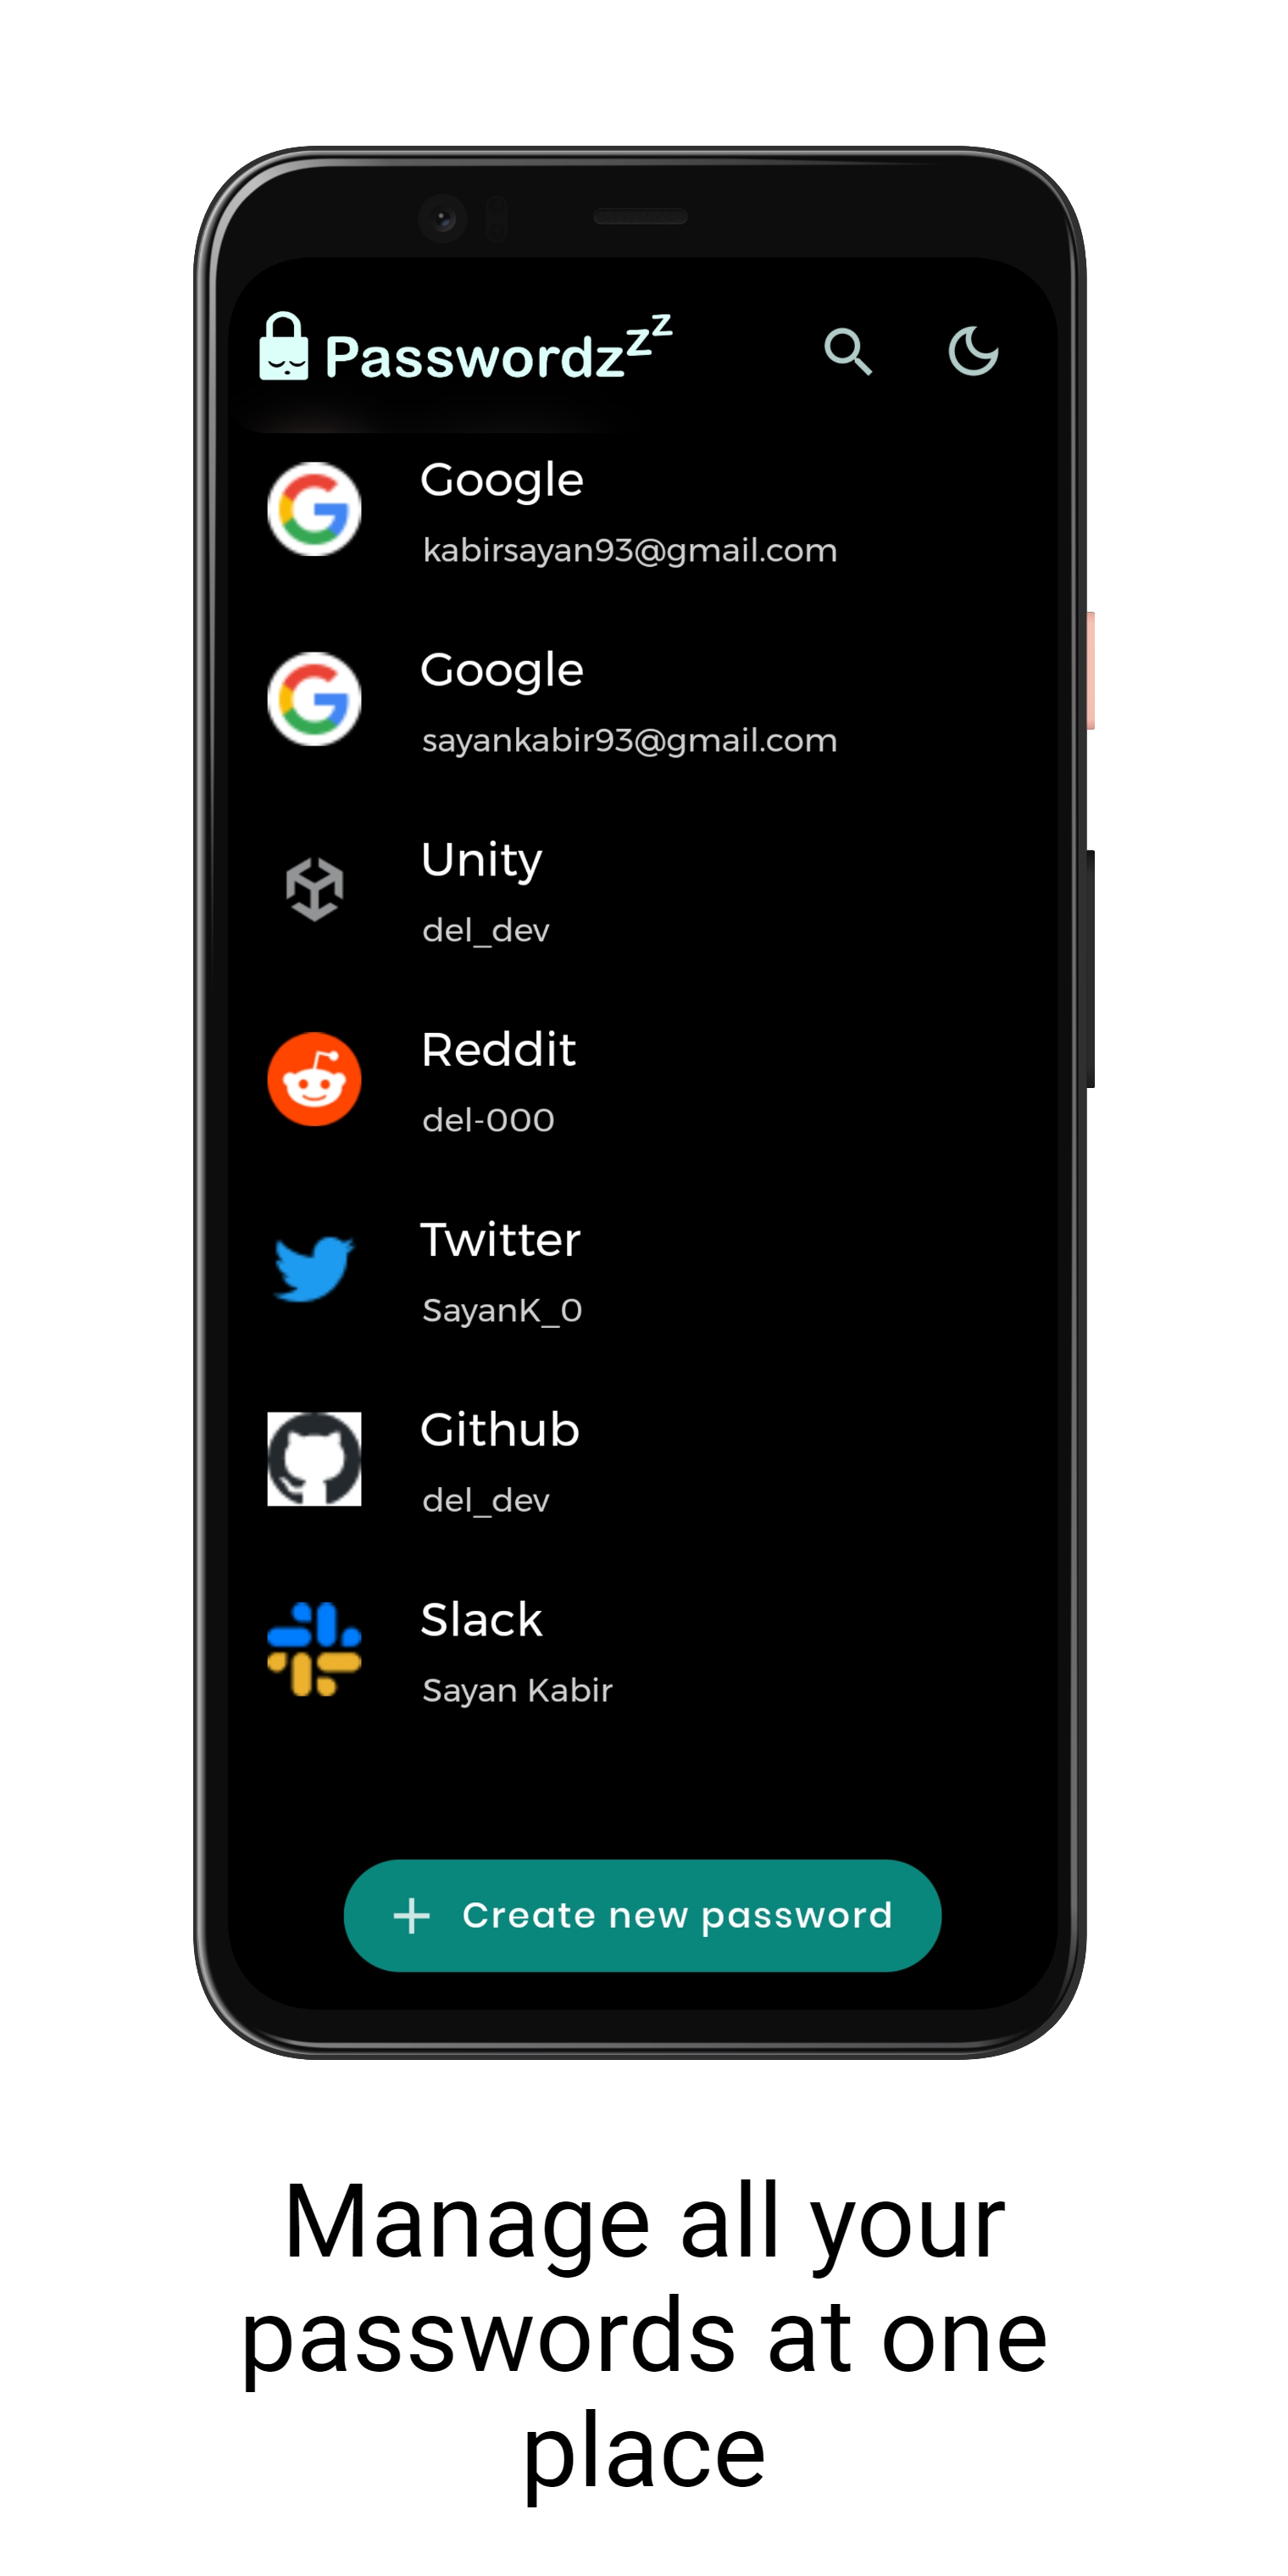 Passwordzzz
Google
kabirsayan93@gmail.com
Google
sayankabir93@gmail.com
Unity
del_dev
Reddit
del-000
Twitter
SayanK_0
Github
del_dev
Slack
Sayan Kabir
+ Create new password
Manage all your
passwords at one
place